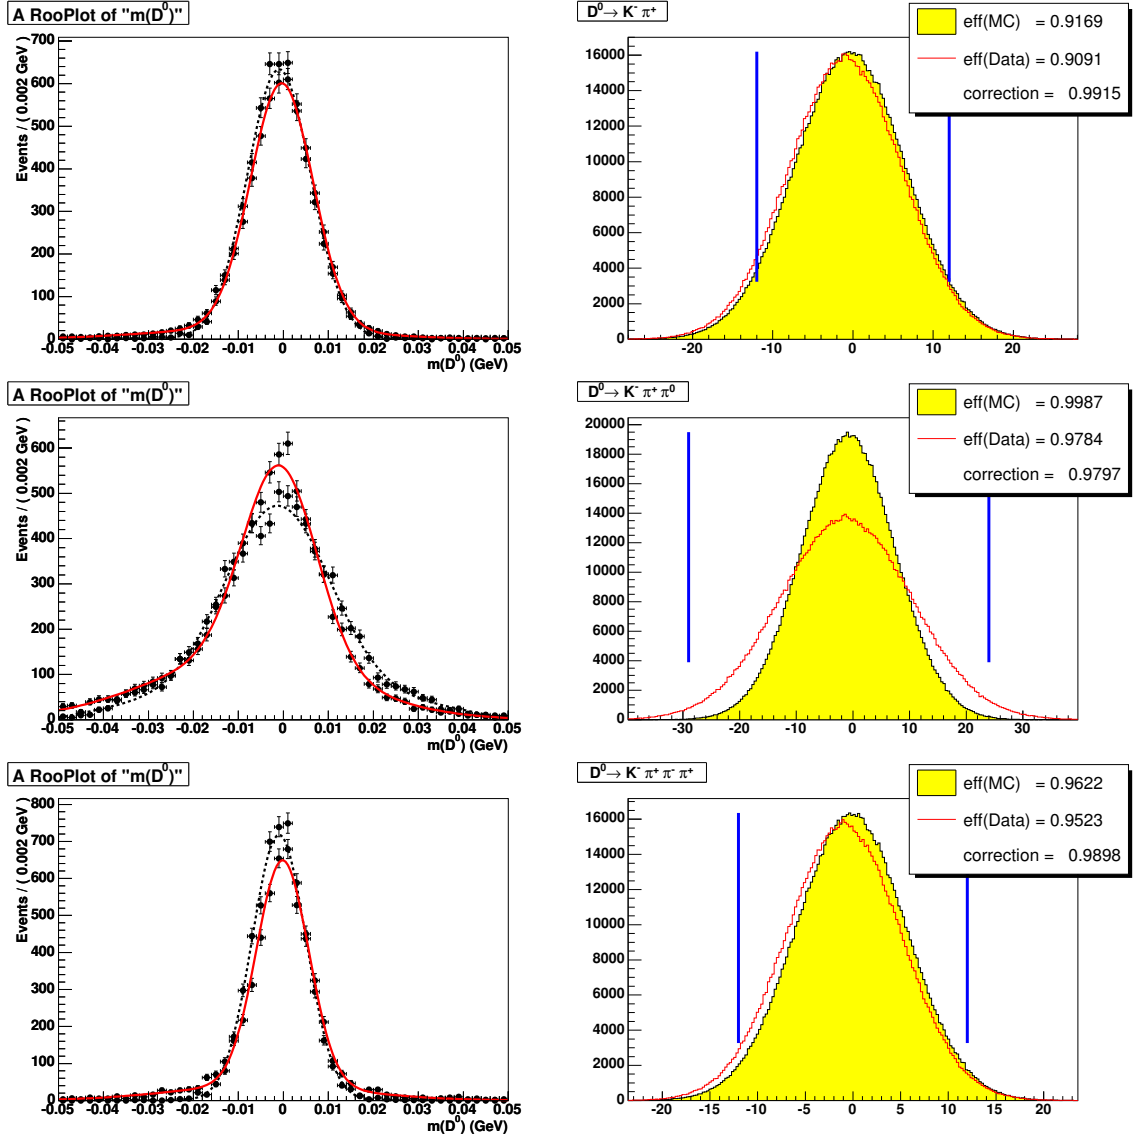 A RooPlot of "m(D⁰)"
Events / ( 0.002 GeV )
700
600
500
400
300
200
100
0
-0.05 -0.04 -0.03 -0.02 -0.01 0 0.01 0.02 0.03 0.04 0.05
m(D⁰) (GeV)
D⁰→ K⁻ π⁺
eff(MC) = 0.9169
eff(Data) = 0.9091
correction = 0.9915
16000
14000
12000
10000
8000
6000
4000
2000
0
-20 -10 0 10 20
A RooPlot of "m(D⁰)"
Events / ( 0.002 GeV )
600
500
400
300
200
100
0
-0.05 -0.04 -0.03 -0.02 -0.01 0 0.01 0.02 0.03 0.04 0.05
m(D⁰) (GeV)
D⁰→ K⁻ π⁺ π⁰
eff(MC) = 0.9987
eff(Data) = 0.9784
correction = 0.9797
20000
18000
16000
14000
12000
10000
8000
6000
4000
2000
0
-30 -20 -10 0 10 20 30
A RooPlot of "m(D⁰)"
Events / ( 0.002 GeV )
800
700
600
500
400
300
200
100
0
-0.05 -0.04 -0.03 -0.02 -0.01 0 0.01 0.02 0.03 0.04 0.05
m(D⁰) (GeV)
D⁰→ K⁻ π⁺ π⁻ π⁺
eff(MC) = 0.9622
eff(Data) = 0.9523
correction = 0.9898
16000
14000
12000
10000
8000
6000
4000
2000
0
-20 -15 -10 -5 0 5 10 15 20